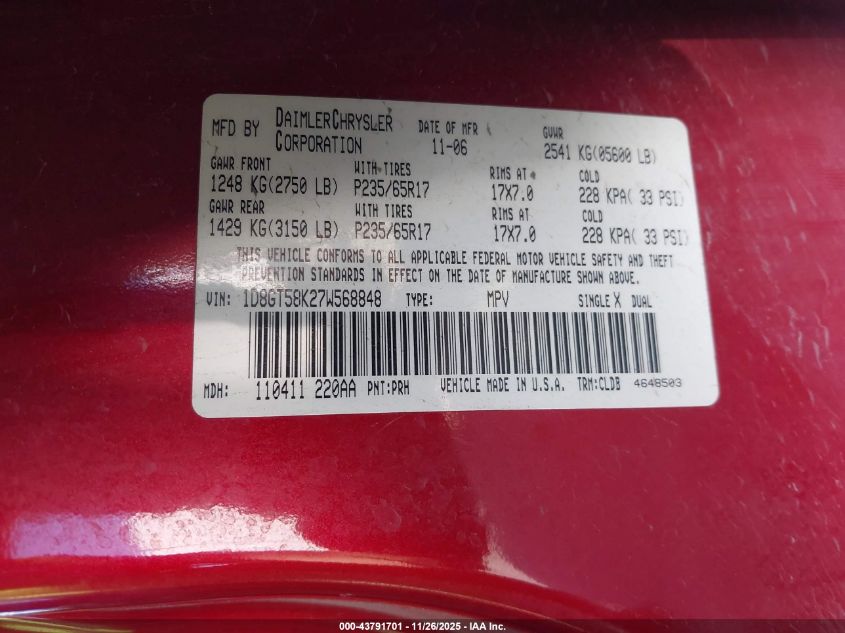 MFD BY DAIMLERCHRYSLER CORPORATION DATE OF MFR 11-06 GVWR 2541 KG(05600 LB)
GAWR FRONT WITH TIRES RIMS AT COLD
1248 KG(2750 LB) P235/65R17 17X7.0 228 KPA( 33 PSI)
GAWR REAR WITH TIRES RIMS AT COLD
1429 KG(3150 LB) P235/65R17 17X7.0 228 KPA( 33 PSI)
THIS VEHICLE CONFORMS TO ALL APPLICABLE FEDERAL MOTOR VEHICLE SAFETY AND THEFT
PREVENTION STANDARDS IN EFFECT ON THE DATE OF MANUFACTURE SHOWN ABOVE.
VIN: 1D8GT58K27W568848 TYPE: MPV SINGLE X DUAL
MDH: 110411 220AA PNT:PRH VEHICLE MADE IN U.S.A. TRM:CLDB 4648503
000-43791701 - 11/26/2025 - IAA Inc.